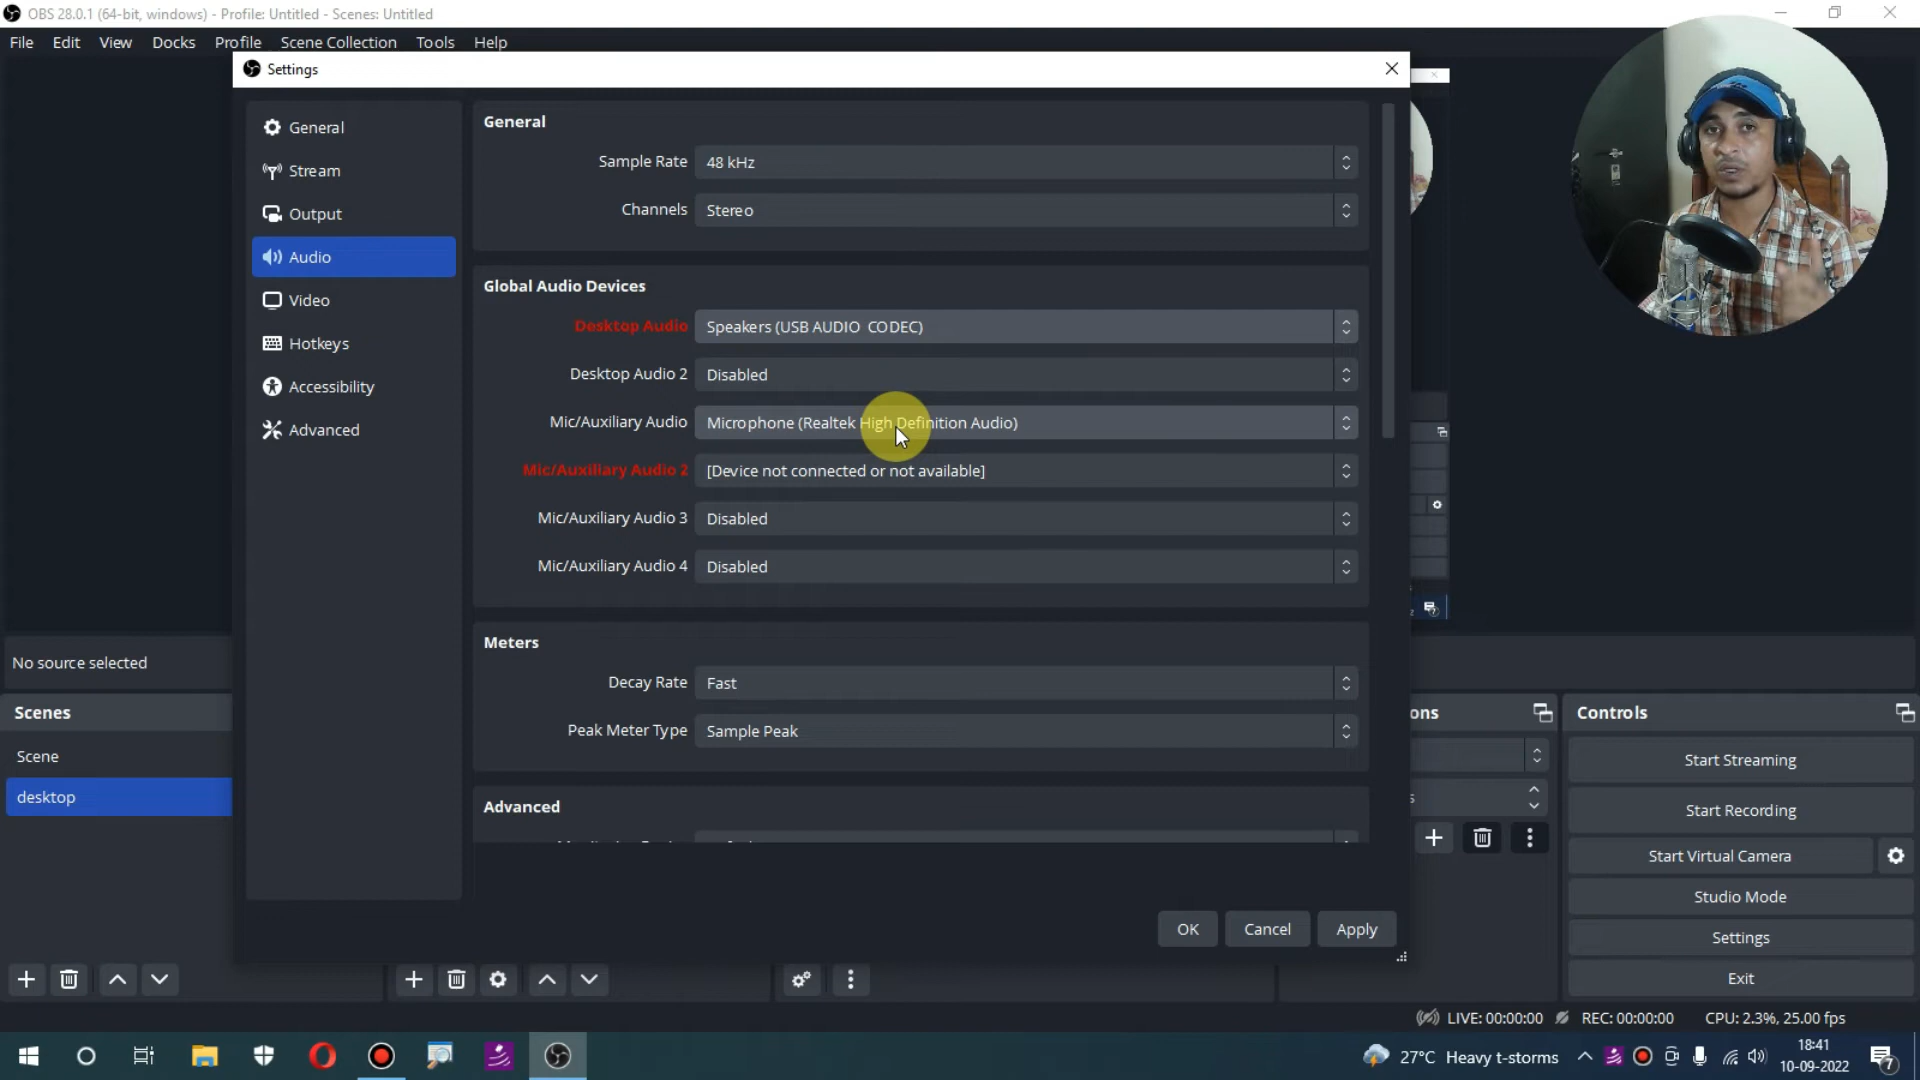 OBS 28.0.1 (64-bit, windows) - Profile: Untitled - Scenes: Untitled
File Edit View Docks Profile Scene Collection Tools Help
Settings
General
Stream
Output
Audio
Video
Hotkeys
Accessibility
Advanced
General
Sample Rate 48 kHz
Channels Stereo
Global Audio Devices
Desktop Audio Speakers (USB AUDIO CODEC)
Desktop Audio 2 Disabled
Mic/Auxiliary Audio Microphone (Realtek High Definition Audio)
Mic/Auxiliary Audio 2 [Device not connected or not available]
Mic/Auxiliary Audio 3 Disabled
Mic/Auxiliary Audio 4 Disabled
Meters
Decay Rate Fast
Peak Meter Type Sample Peak
Advanced
OK Cancel Apply
No source selected
Scenes
Scene
desktop
ons
s
Controls
Start Streaming
Start Recording
Start Virtual Camera
Studio Mode
Settings
Exit
LIVE: 00:00:00 REC: 00:00:00 CPU: 2.3%, 25.00 fps
27°C Heavy t-storms
18:41
10-09-2022
7